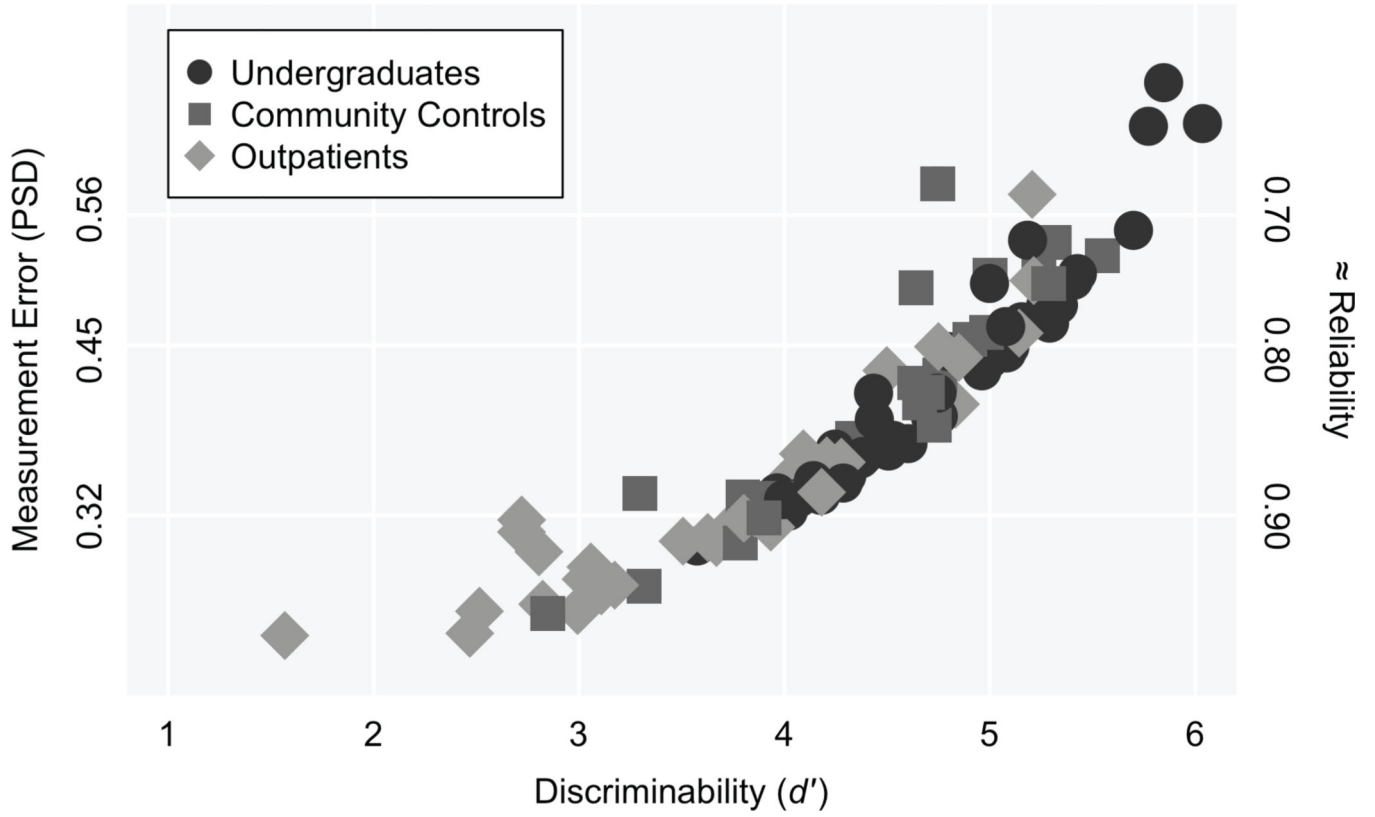 Undergraduates
Community Controls
Outpatients
Measurement Error (PSD)
0.56
0.45
0.32
0.70
0.80
0.90
≈ Reliability
1 2 3 4 5 6
Discriminability (d′)